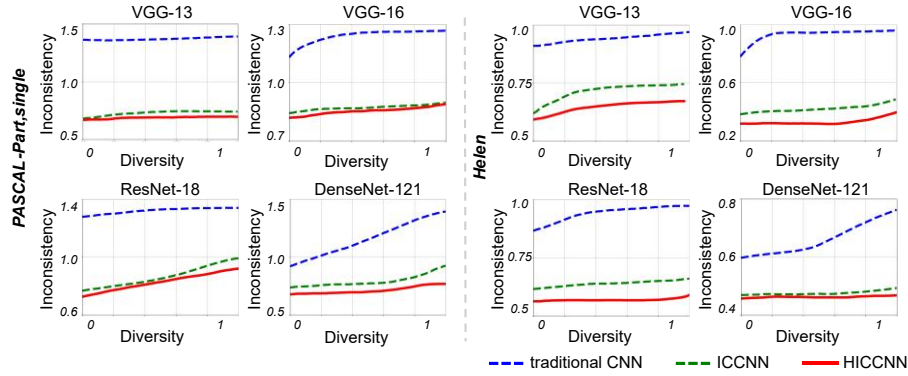 PASCAL-Part,single
VGG-13
Inconsistency
1.5
1.0
0.5
0
1
Diversity
VGG-16
Inconsistency
1.3
1.0
0.7
0
1
Diversity
ResNet-18
Inconsistency
1.4
1.0
0.6
0
1
Diversity
DenseNet-121
Inconsistency
1.5
1.0
0.5
0
1
Diversity
Helen
VGG-13
Inconsistency
1.0
0.75
0.5
0
1
Diversity
VGG-16
Inconsistency
1.0
0.6
0.2
0
1
Diversity
ResNet-18
Inconsistency
1.0
0.75
0.5
0
1
Diversity
DenseNet-121
Inconsistency
0.8
0.6
0.4
0
1
Diversity
traditional CNN
ICCNN
HICCNN